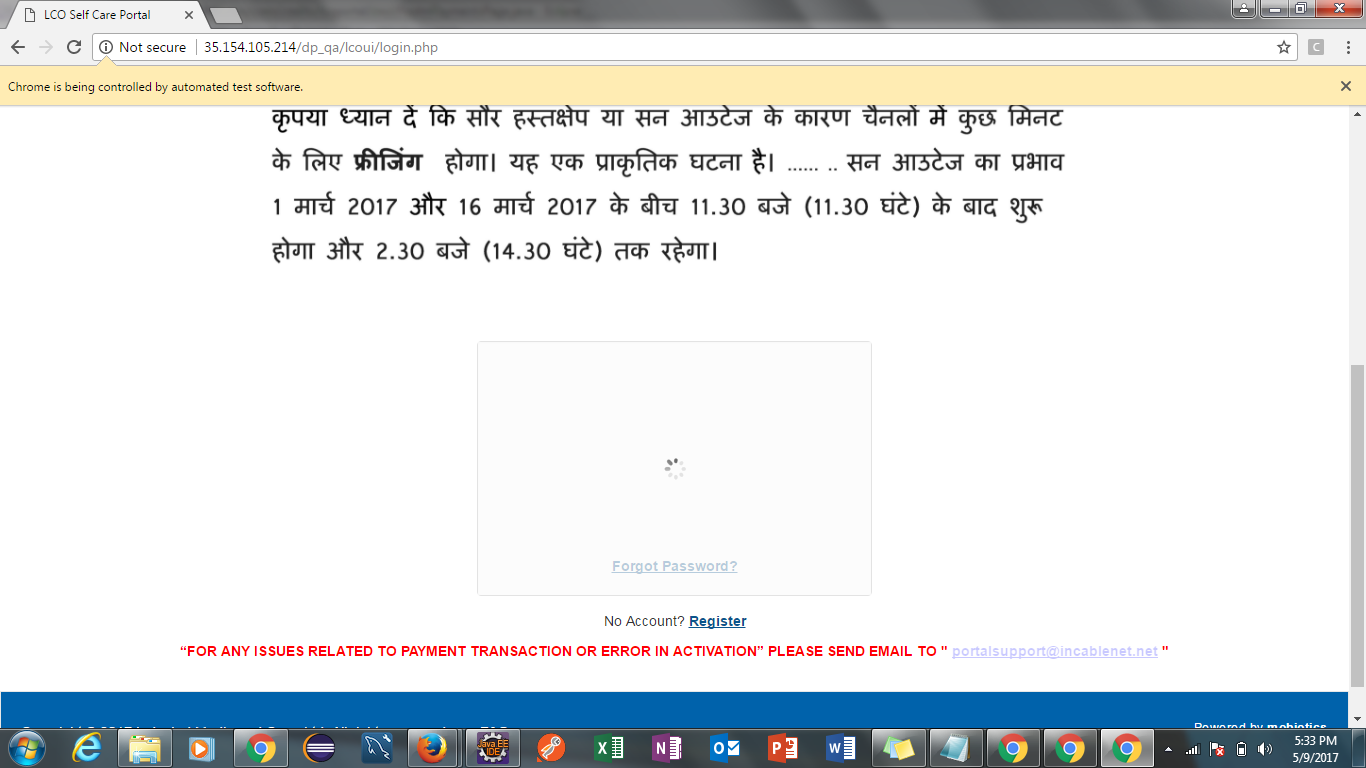 LCO Self Care Portal
Not secure
35.154.105.214/dp_qa/lcoui/login.php
C
Chrome is being controlled by automated test software.
कृपया ध्यान दें कि सौर हस्तक्षेप या सन आउटेज के कारण चैनलों में कुछ मिनट
के लिए फ्रीजिंग होगा। यह एक प्राकृतिक घटना है। ...... .. सन आउटेज का प्रभाव
1 मार्च 2017 और 16 मार्च 2017 के बीच 11.30 बजे (11.30 घंटे) के बाद शुरू
होगा और 2.30 बजे (14.30 घंटे) तक रहेगा।
Forgot Password?
No Account? Register
“FOR ANY ISSUES RELATED TO PAYMENT TRANSACTION OR ERROR IN ACTIVATION” PLEASE SEND EMAIL TO " portalsupport@incablenet.net "
Powered by mobiotics
Java EE
IDE
5:33 PM
5/9/2017